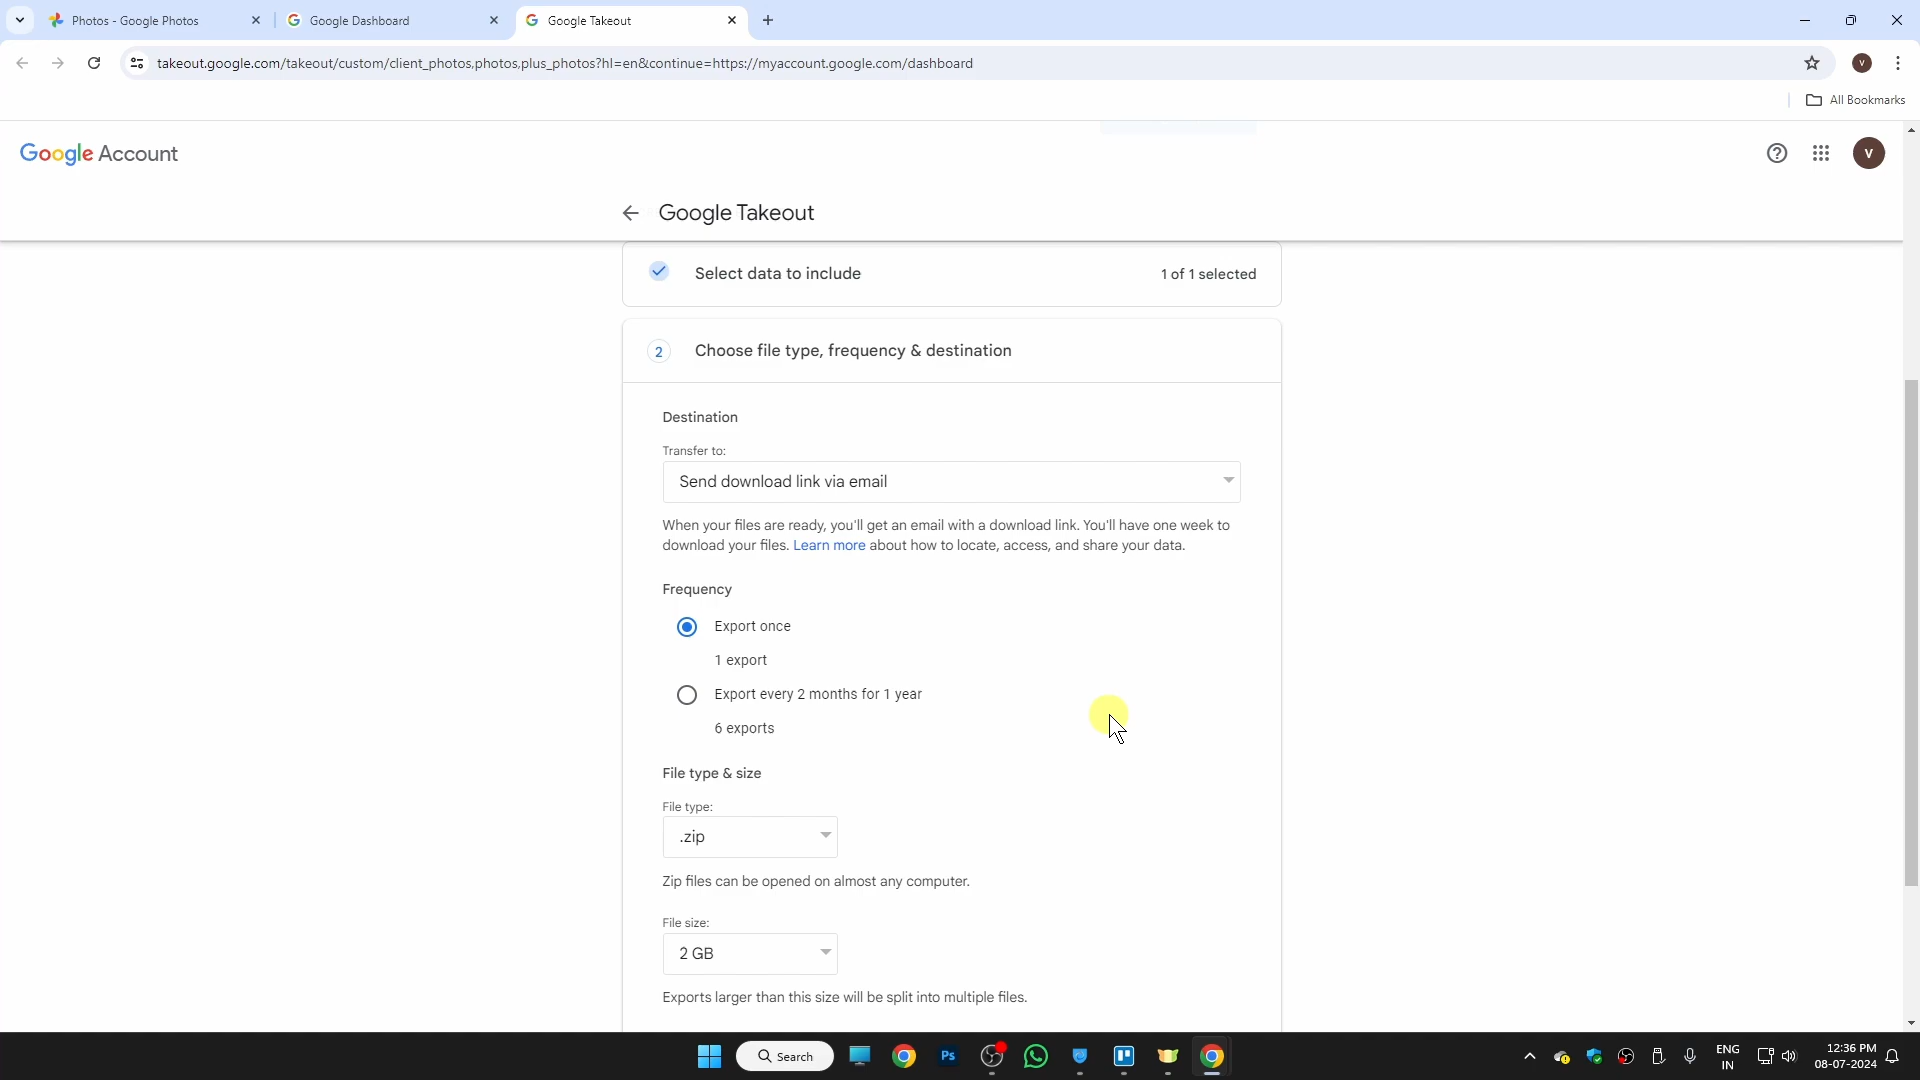 Photos - Google Photos
Google Dashboard
Google Takeout
takeout.google.com/takeout/custom/client_photos,photos,plus_photos?hl=en&continue=https://myaccount.google.com/dashboard
V
All Bookmarks
Google Account
V
Google Takeout
Select data to include
1 of 1 selected
2
Choose file type, frequency & destination
Destination
Transfer to:
Send download link via email
When your files are ready, you'll get an email with a download link. You'll have one week to
download your files. Learn more about how to locate, access, and share your data.
Frequency
Export once
1 export
Export every 2 months for 1 year
6 exports
File type & size
File type:
.zip
Zip files can be opened on almost any computer.
File size:
2 GB
Exports larger than this size will be split into multiple files.
Search
Ps
ENG
IN
12:36 PM
08-07-2024